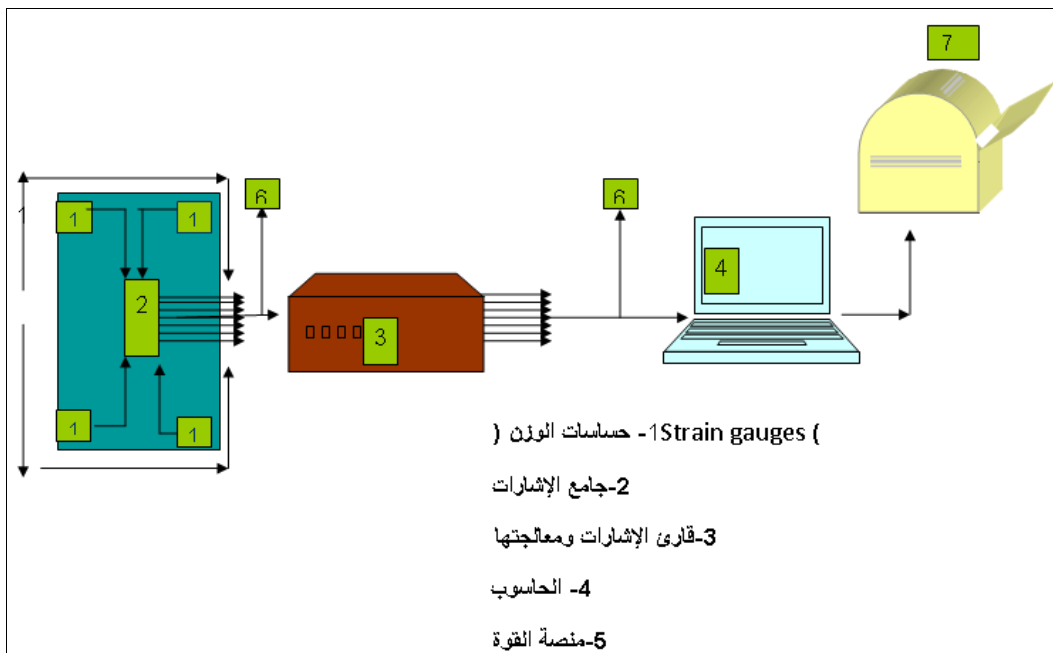 7
6
6
1
1
1
4
2
3
1
1
1- حساسات الوزن ( Strain gauges )
2-جامع الإشارات
3-قارئ الإشارات ومعالجتها
4- الحاسوب
5-منصة القوة